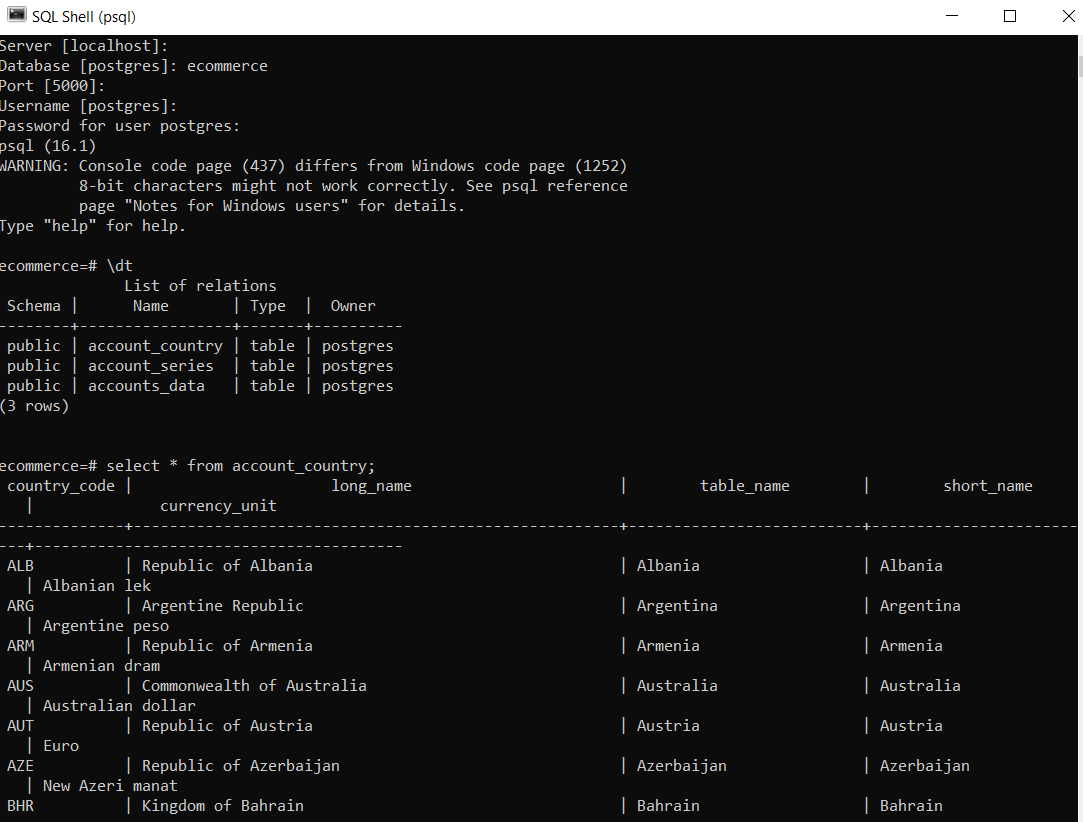 SQL Shell (psql)
Server [localhost]:
Database [postgres]: ecommerce
Port [5000]:
Username [postgres]:
Password for user postgres:
psql (16.1)
WARNING: Console code page (437) differs from Windows code page (1252)
         8-bit characters might not work correctly. See psql reference
         page "Notes for Windows users" for details.
Type "help" for help.

ecommerce=# \dt
              List of relations
 Schema |      Name       | Type  |  Owner
--------+-----------------+-------+----------
 public | account_country | table | postgres
 public | account_series  | table | postgres
 public | accounts_data   | table | postgres
(3 rows)


ecommerce=# select * from account_country;
 country_code |                      long_name                       |        table_name        |        short_name
   |              currency_unit
--------------+------------------------------------------------------+--------------------------+-----------------------
---+-----------------------------------------
 ALB          | Republic of Albania                                  | Albania                  | Albania
   | Albanian lek
 ARG          | Argentine Republic                                   | Argentina                | Argentina
   | Argentine peso
 ARM          | Republic of Armenia                                  | Armenia                  | Armenia
   | Armenian dram
 AUS          | Commonwealth of Australia                            | Australia                | Australia
   | Australian dollar
 AUT          | Republic of Austria                                  | Austria                  | Austria
   | Euro
 AZE          | Republic of Azerbaijan                               | Azerbaijan               | Azerbaijan
   | New Azeri manat
 BHR          | Kingdom of Bahrain                                   | Bahrain                  | Bahrain